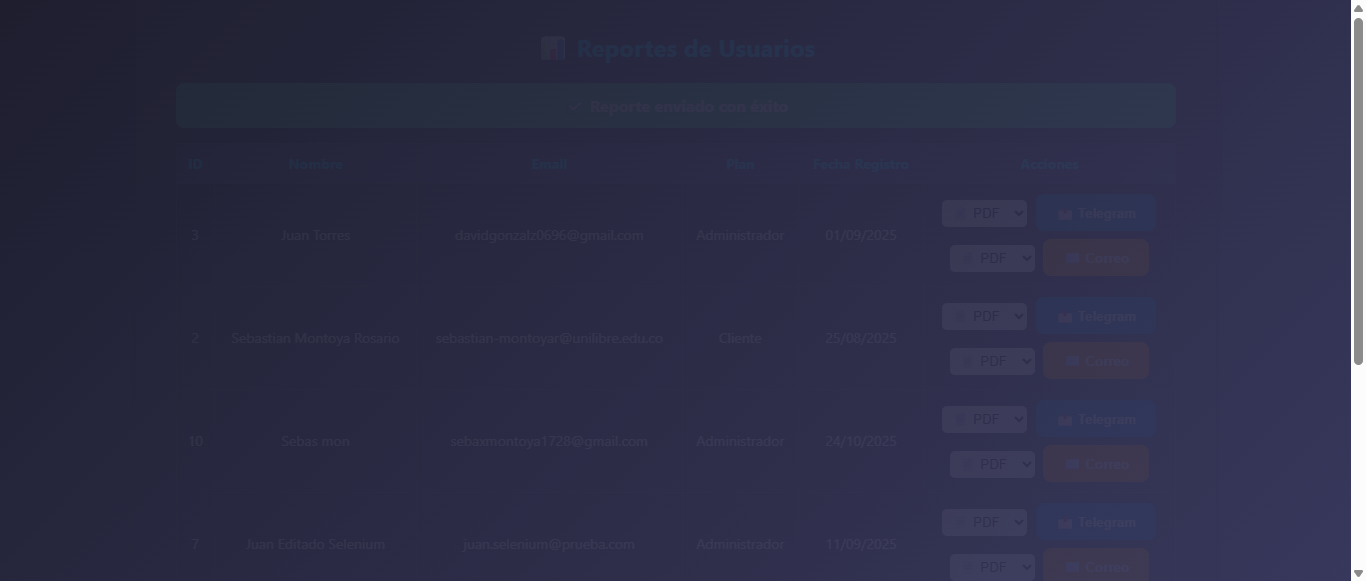 Reportes de Usuarios
✓ Reporte enviado con éxito
ID Nombre Email Plan Fecha Registro Acciones
PDF Telegram
3 Juan Torres davidgonzalz0696@gmail.com Administrador 01/09/2025
PDF Correo
PDF Telegram
2 Sebastian Montoya Rosario sebastian-montoyar@unilibre.edu.co Cliente 25/08/2025
PDF Correo
PDF Telegram
10 Sebas mon sebaxmontoya1728@gmail.com Administrador 24/10/2025
PDF Correo
PDF Telegram
7 Juan Editado Selenium juan.selenium@prueba.com Administrador 11/09/2025
PDF Correo